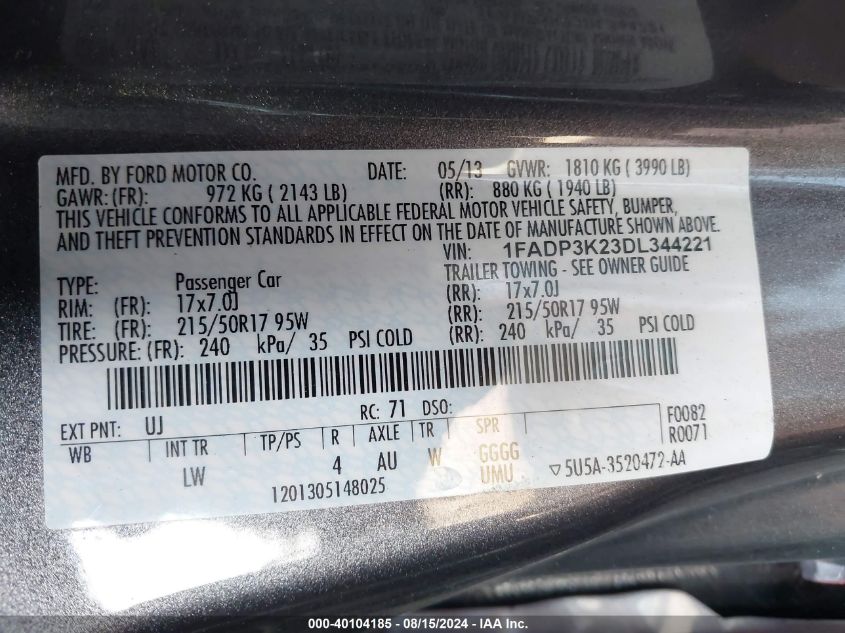 MFD. BY FORD MOTOR CO. DATE: 05/13 GVWR: 1810 KG ( 3990 LB)
GAWR: (FR): 972 KG ( 2143 LB) (RR): 880 KG ( 1940 LB)
THIS VEHICLE CONFORMS TO ALL APPLICABLE FEDERAL MOTOR VEHICLE SAFETY, BUMPER,
AND THEFT PREVENTION STANDARDS IN EFFECT ON THE DATE OF MANUFACTURE SHOWN ABOVE.
VIN: 1FADP3K23DL344221
TYPE: Passenger Car TRAILER TOWING - SEE OWNER GUIDE
RIM: (FR): 17x7.0J (RR): 17x7.0J
TIRE: (FR): 215/50R17 95W (RR): 215/50R17 95W
PRESSURE: (FR): 240 kPa/ 35 PSI COLD (RR): 240 kPa/ 35 PSI COLD
EXT PNT: UJ RC: 71 DSO: F0082
WB INT TR TP/PS R AXLE TR SPR R0071
LW 4 AU W GGGG
1201305148025 UMU ▽5U5A-3520472-AA
000-40104185 - 08/15/2024 - IAA Inc.